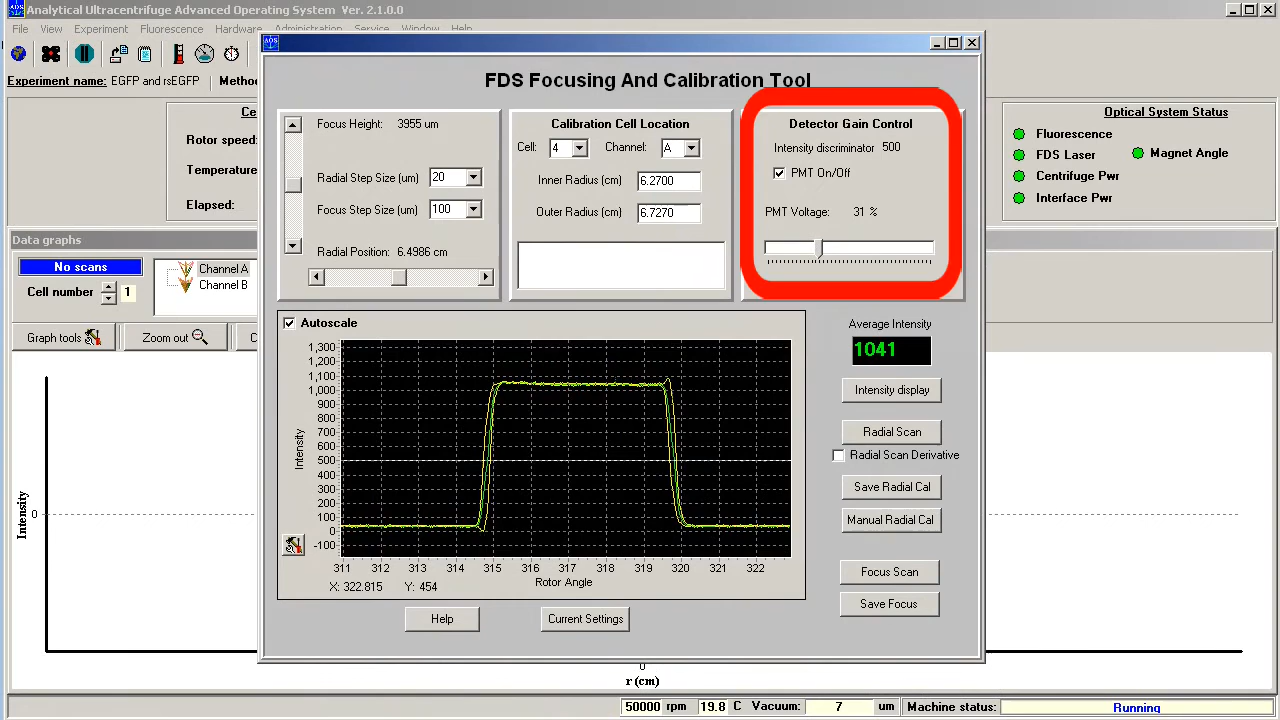 Analytical Ultracentrifuge Advanced Operating System Ver. 2.1.0.0
File View Experiment Fluorescence Hardware Administration Service Window Help
Experiment name: EGFP and rsEGFP
Rotor speed:
Temperature
Elapsed:
Optical System Status
Fluorescence
FDS Laser
Magnet Angle
Centrifuge Pwr
Interface Pwr
Data graphs
No scans
Cell number 1
Channel A
Channel B
Graph tools
Zoom out
Intensity
0
0
r (cm)
AOS
FDS Focusing And Calibration Tool
Focus Height: 3955 um
Radial Step Size (um) 20
Focus Step Size (um) 100
Radial Position: 6.4986 cm
Calibration Cell Location
Cell: 4 Channel: A
Inner Radius (cm) 6.2700
Outer Radius (cm) 6.7270
Detector Gain Control
Intensity discriminator 500
PMT On/Off
PMT Voltage: 31 %
Autoscale
Intensity
1,300
1,200
1,100
1,000
900
800
700
600
500
400
300
200
100
0
-100
311 312 313 314 315 316 317 318 319 320 321 322
Rotor Angle
X: 322.815 Y: 454
Average Intensity
1041
Intensity display
Radial Scan
Radial Scan Derivative
Save Radial Cal
Manual Radial Cal
Focus Scan
Save Focus
Help
Current Settings
50000 rpm 19.8 C Vacuum: 7 um Machine status: Running